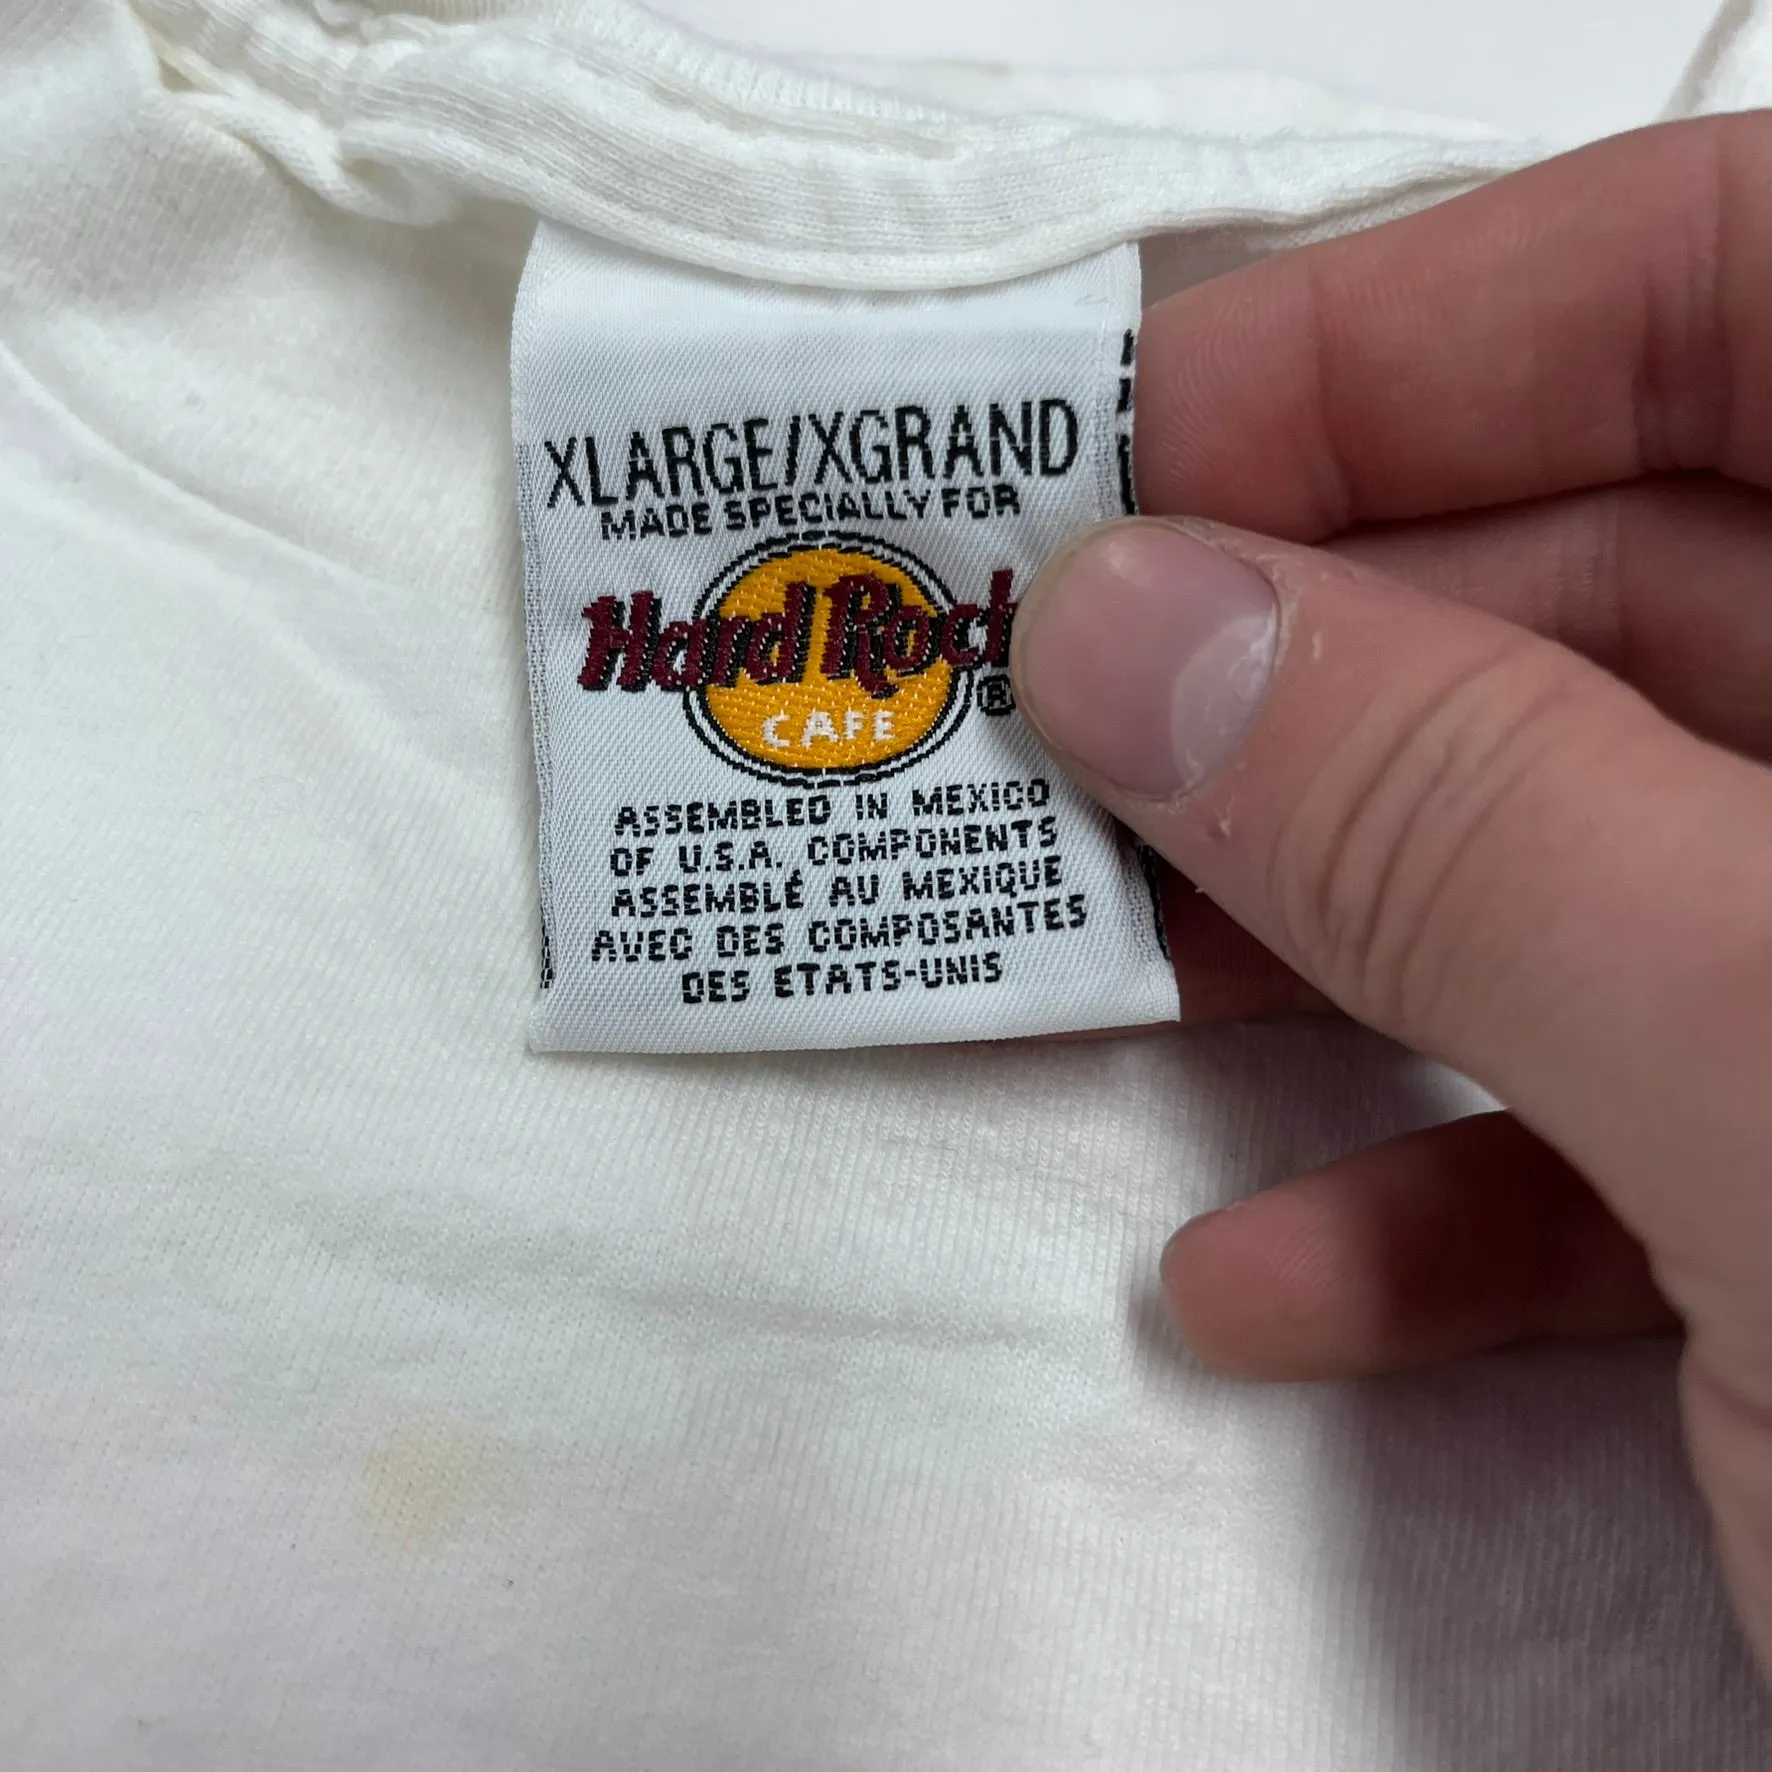 XLARGE/XGRAND
MADE SPECIALLY FOR
Hard Rock
®
CAFE
ASSEMBLED IN MEXICO
OF U.S.A. COMPONENTS
ASSEMBLÉ AU MEXIQUE
AVEC DES COMPOSANTES
DES ETATS-UNIS